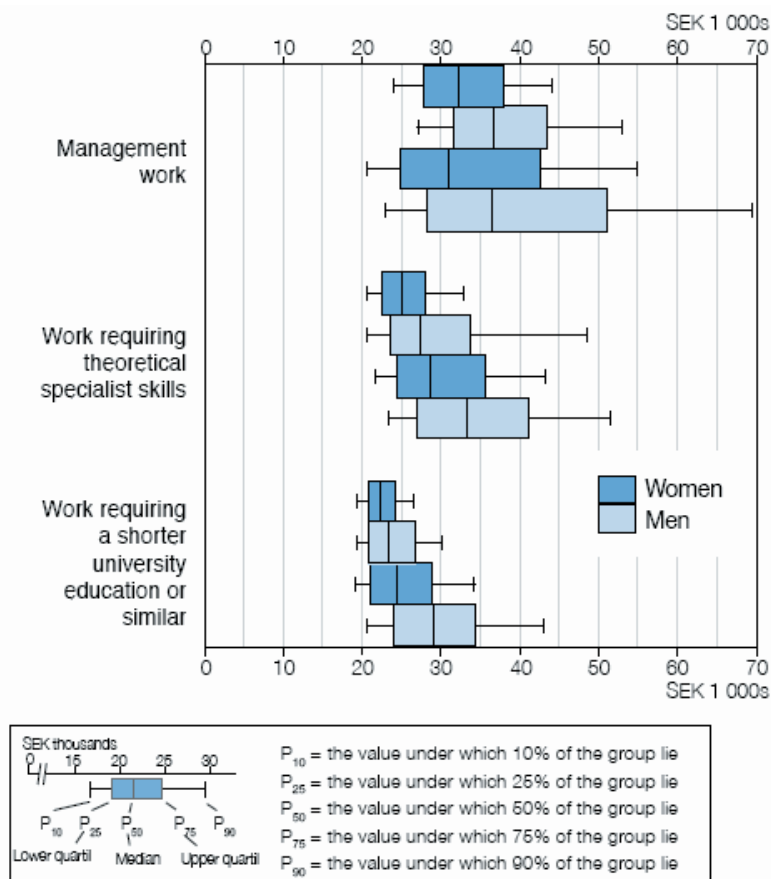 SEK 1 000s
0 10 20 30 40 50 60 70
Management
work
Work requiring
theoretical
specialist skills
Women
Men
Work requiring
a shorter
university
education or
similar
0 10 20 30 40 50 60 70
SEK 1 000s
SEK thousands
0 15 20 25 30
P10 P25 P50 P75 P90
Lower quartil Median Upper quartil
P10 = the value under which 10% of the group lie
P25 = the value under which 25% of the group lie
P50 = the value under which 50% of the group lie
P75 = the value under which 75% of the group lie
P90 = the value under which 90% of the group lie